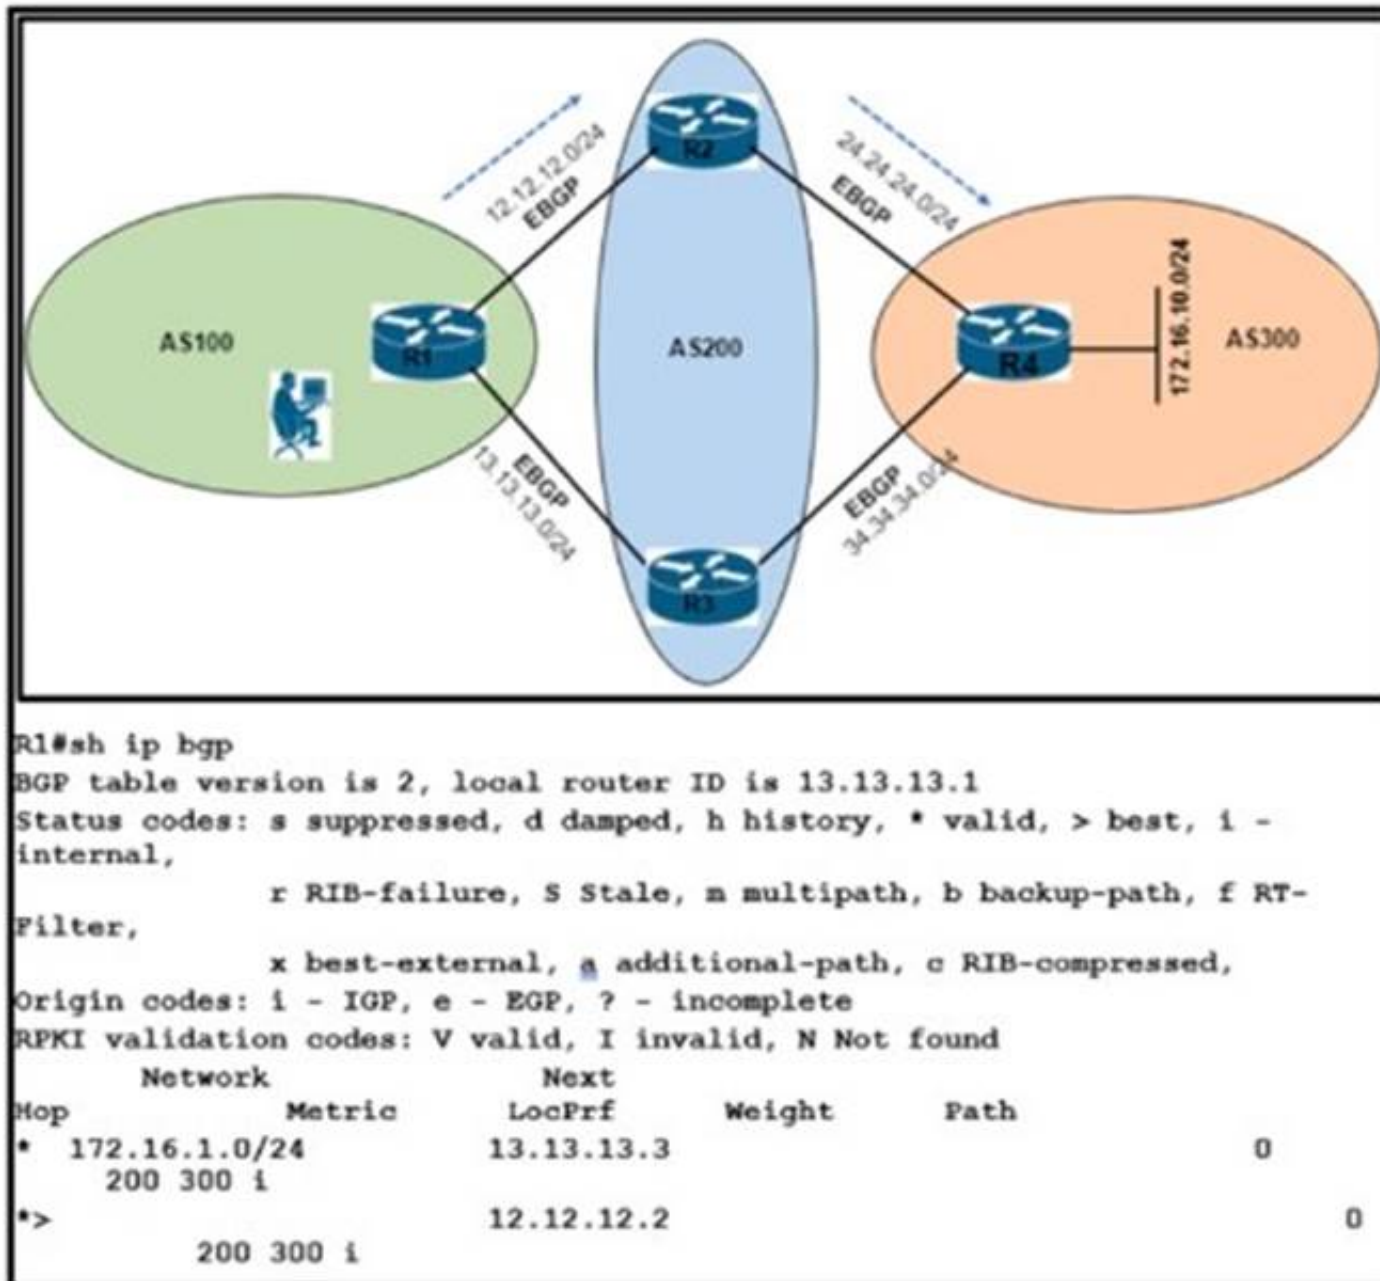 R2
12.12.12.0/24
EBGP
24.24.24.0/24
EBGP
AS100
R1
AS200
R4
172.16.10.0/24
AS300
EBGP
13.13.13.0/24
EBGP
34.34.34.0/24
R3
R1#sh ip bgp
BGP table version is 2, local router ID is 13.13.13.1
Status codes: s suppressed, d damped, h history, * valid, > best, i -
internal,
r RIB-failure, S Stale, m multipath, b backup-path, f RT-
Filter,
x best-external, a additional-path, c RIB-compressed,
Origin codes: i - IGP, e - EGP, ? - incomplete
RPKI validation codes: V valid, I invalid, N Not found
Network Next
Hop Metric LocPrf Weight Path
* 172.16.1.0/24 13.13.13.3 0
200 300 i
*> 12.12.12.2 0
200 300 i